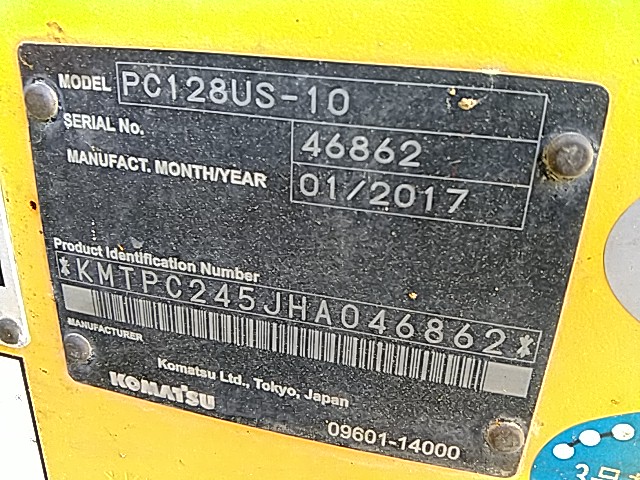 MODEL PC128US-10
SERIAL No. 46862
MANUFACT. MONTH/YEAR 01/2017
Product Identification Number
*KMTPC245JHA046862*
MANUFACTURER
Komatsu Ltd., Tokyo, Japan
KOMATSU
09601-14000